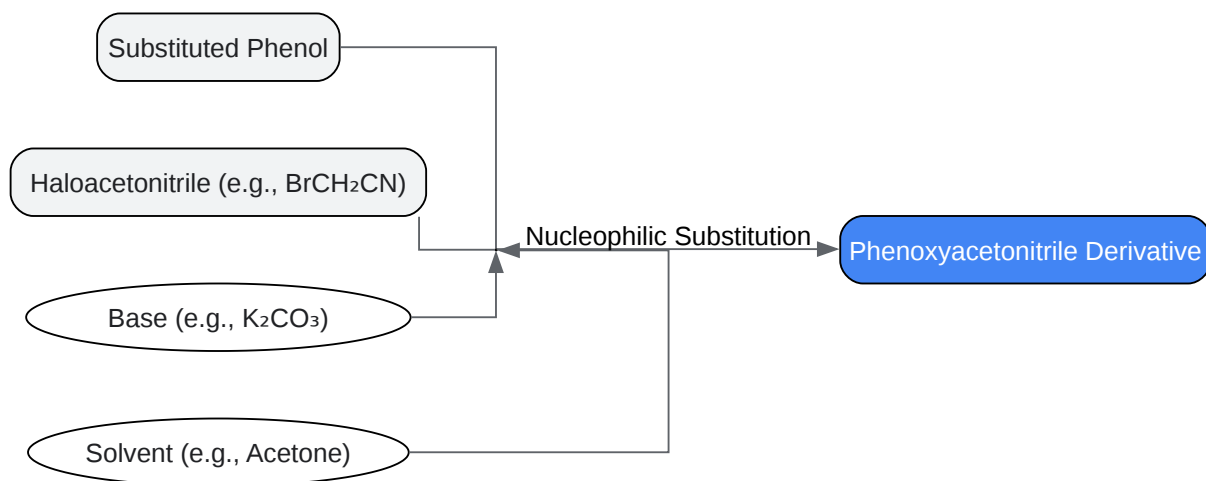 Substituted Phenol
Haloacetonitrile (e.g., BrCH₂CN)
Nucleophilic Substitution
Phenoxyacetonitrile Derivative
Base (e.g., K₂CO₃)
Solvent (e.g., Acetone)